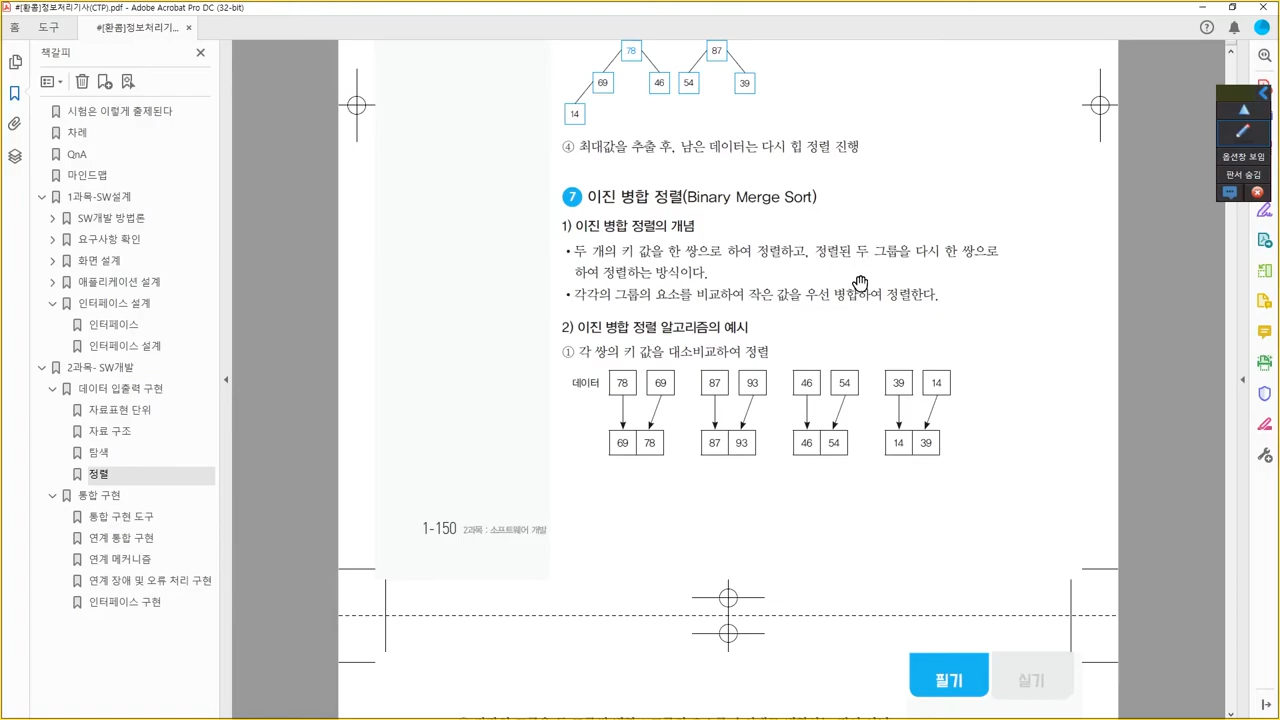 #[환콤]정보처리기사(CTP).pdf - Adobe Acrobat Pro DC (32-bit)
홈
도구
#[환콤]정보처리기...
책갈피
시험은 이렇게 출제된다
차례
QnA
마인드맵
1과목-SW설계
SW개발 방법론
요구사항 확인
화면 설계
애플리케이션 설계
인터페이스 설계
인터페이스
인터페이스 설계
2과목- SW개발
데이터 입출력 구현
자료표현 단위
자료 구조
탐색
정렬
통합 구현
통합 구현 도구
연계 통합 구현
연계 메커니즘
연계 장애 및 오류 처리 구현
인터페이스 구현
78 87
69 46 54 39
14
④ 최대값을 추출 후, 남은 데이터는 다시 힙 정렬 진행
7 이진 병합 정렬(Binary Merge Sort)
1) 이진 병합 정렬의 개념
• 두 개의 키 값을 한 쌍으로 하여 정렬하고, 정렬된 두 그룹을 다시 한 쌍으로
하여 정렬하는 방식이다.
• 각각의 그룹의 요소를 비교하여 작은 값을 우선 병합하여 정렬한다.
2) 이진 병합 정렬 알고리즘의 예시
① 각 쌍의 키 값을 대소비교하여 정렬
데이터 78 69 87 93 46 54 39 14
69 78 87 93 46 54 14 39
1-150 2과목 : 소프트웨어 개발
필기 실기
옵션창 보임
판서 숨김